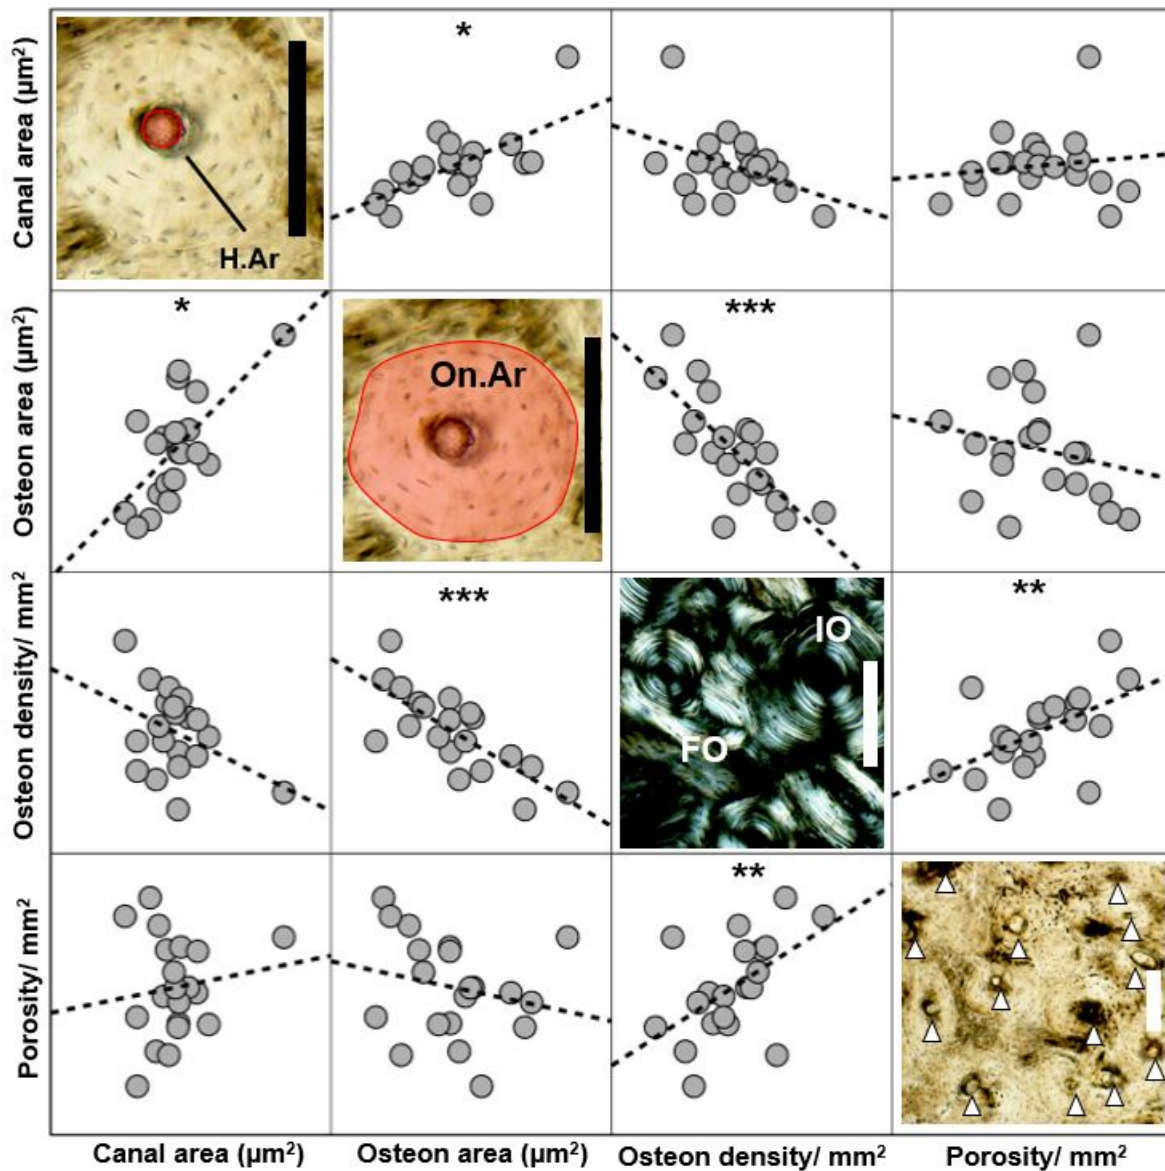 Canal area (µm²)
H.Ar
*
Osteon area (µm²)
*
On.Ar
***
Osteon density/ mm²
***
IO
FO
**
Porosity/ mm²
**
Canal area (µm²)
Osteon area (µm²)
Osteon density/ mm²
Porosity/ mm²